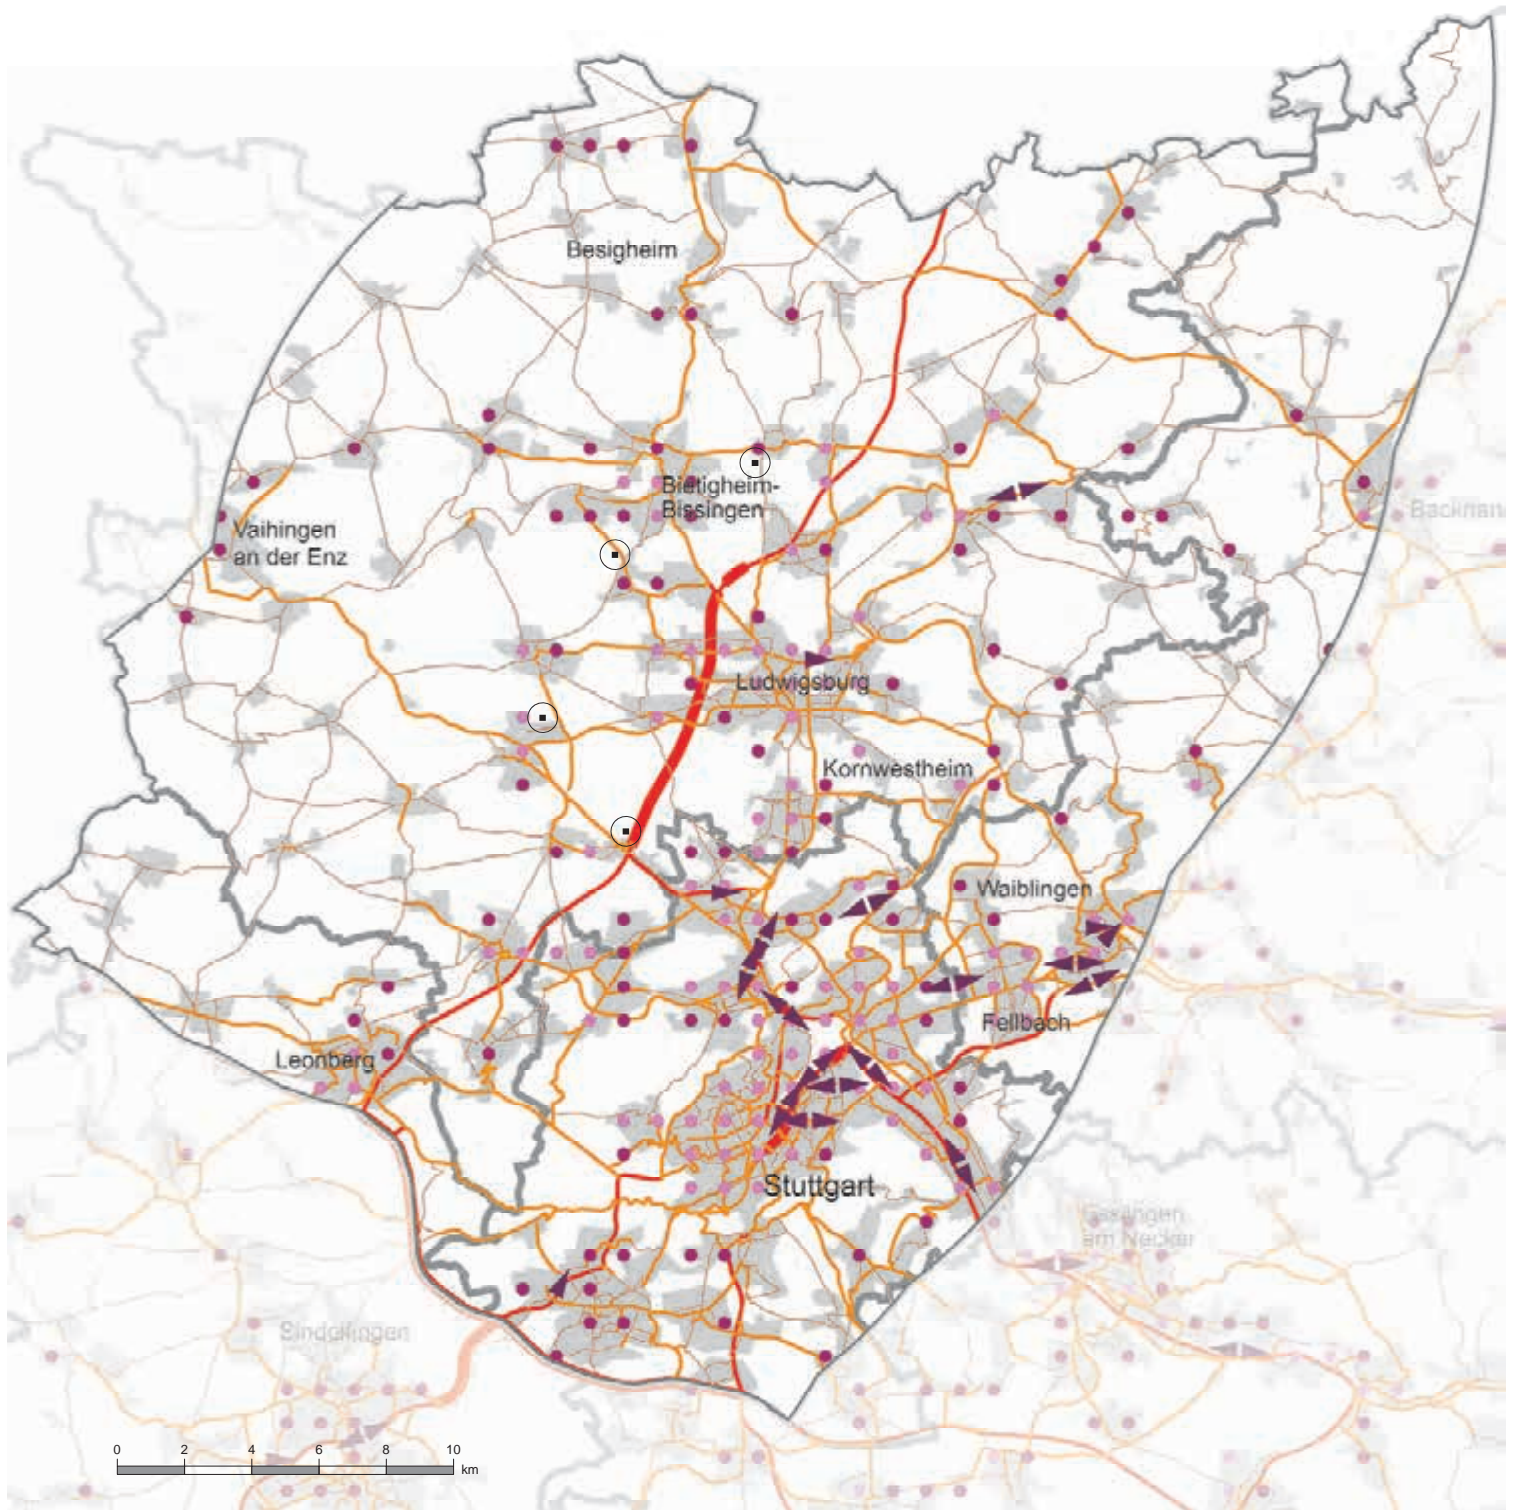 Besigheim
Bietigheim-
Bissingen
Vaihingen
an der Enz
Backnan
Ludwigsburg
Kornwestheim
Waiblingen
Fellbach
Leonberg
Stuttgart
Esslingen
am Neckar
Sindelfingen
0 2 4 6 8 10
km